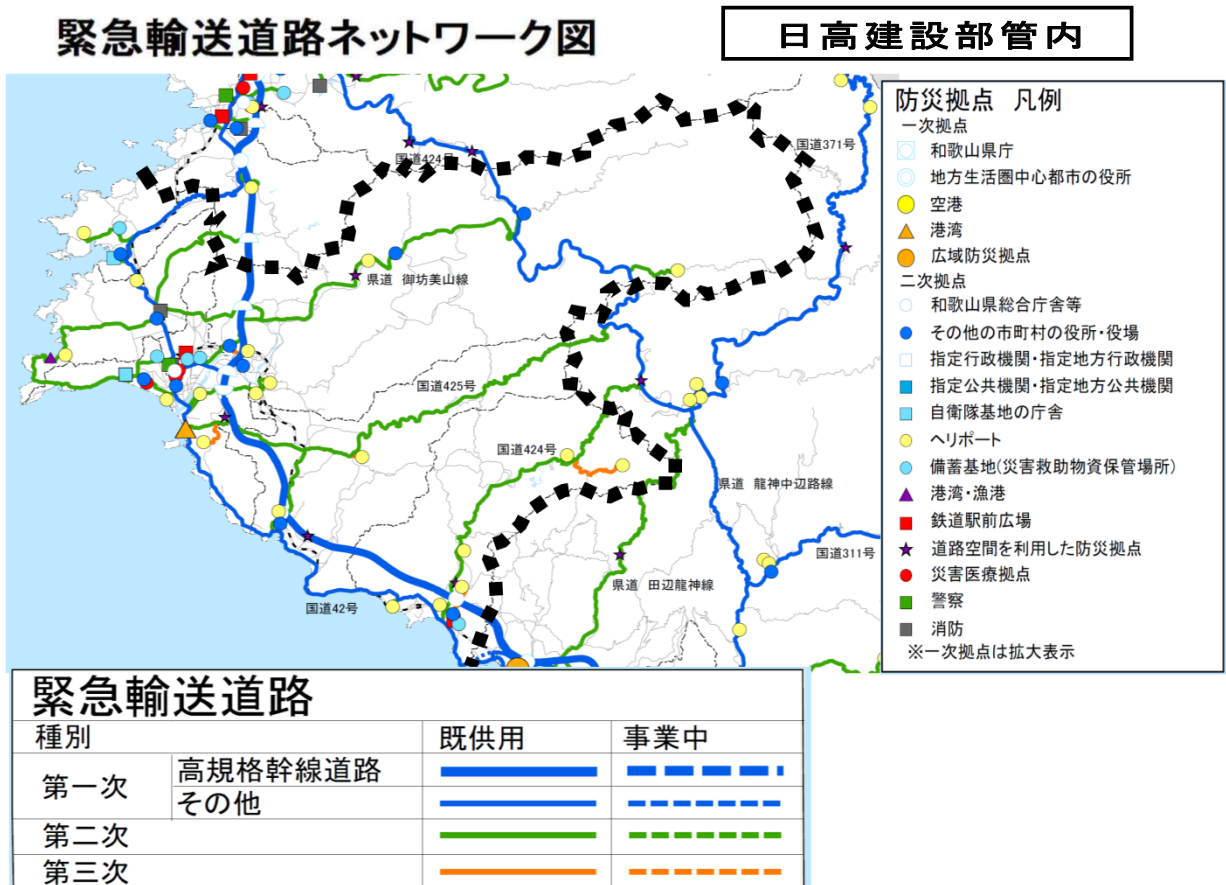 緊急輸送道路ネットワーク図
日高建設部管内
国道424号
国道371号
県道 御坊美山線
国道425号
国道424号
県道 龍神中辺路線
国道311号
県道 田辺龍神線
国道42号
防災拠点 凡例
一次拠点
和歌山県庁
地方生活圏中心都市の役所
空港
港湾
広域防災拠点
二次拠点
和歌山県総合庁舎等
その他の市町村の役所・役場
指定行政機関・指定地方行政機関
指定公共機関・指定地方公共機関
自衛隊基地の庁舎
ヘリポート
備蓄基地(災害救助物資保管場所)
港湾・漁港
鉄道駅前広場
道路空間を利用した防災拠点
災害医療拠点
警察
消防
※一次拠点は拡大表示
緊急輸送道路
種別 既供用 事業中
第一次 高規格幹線道路
その他
第二次
第三次